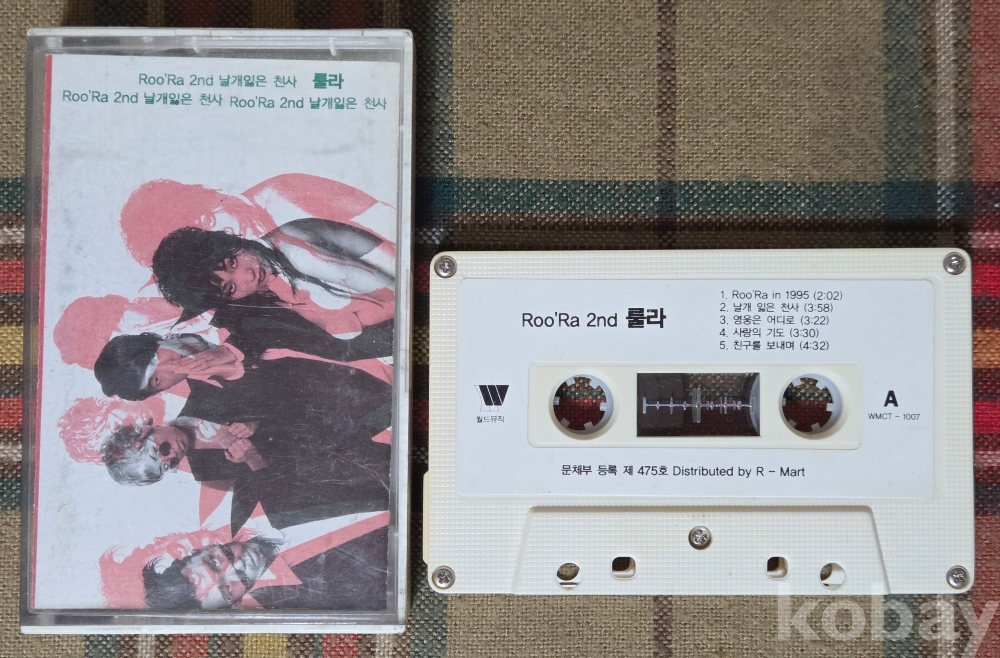 Roo'Ra 2nd 날개잃은 천사 룰라
Roo'Ra 2nd 날개잃은 천사 Roo'Ra 2nd 날개잃은 천사
Roo'Ra 2nd 룰라
1. Roo'Ra in 1995 (2:02)
2. 날개 잃은 천사 (3:58)
3. 영웅은 어디로 (3:22)
4. 사랑의 기도 (3:30)
5. 친구를 보내며 (4:32)
W
월드뮤직
A
WMCT - 1007
문체부 등록 제 475호 Distributed by R - Mart
kobay